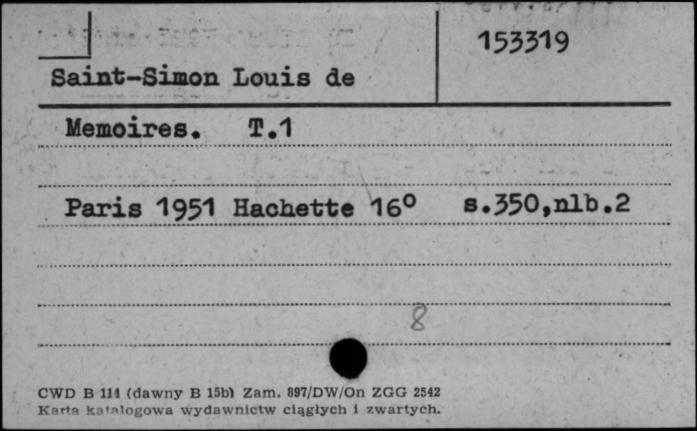 153319
Saint-Simon Louis de
Memoires. T.1
Paris 1951 Hachette 16° s.350,nlb.2
8
CWD B 114 (dawny B 15b) Zam. 897/DW/On ZGG 2542
Karta katalogowa wydawnictw ciągłych i zwartych.